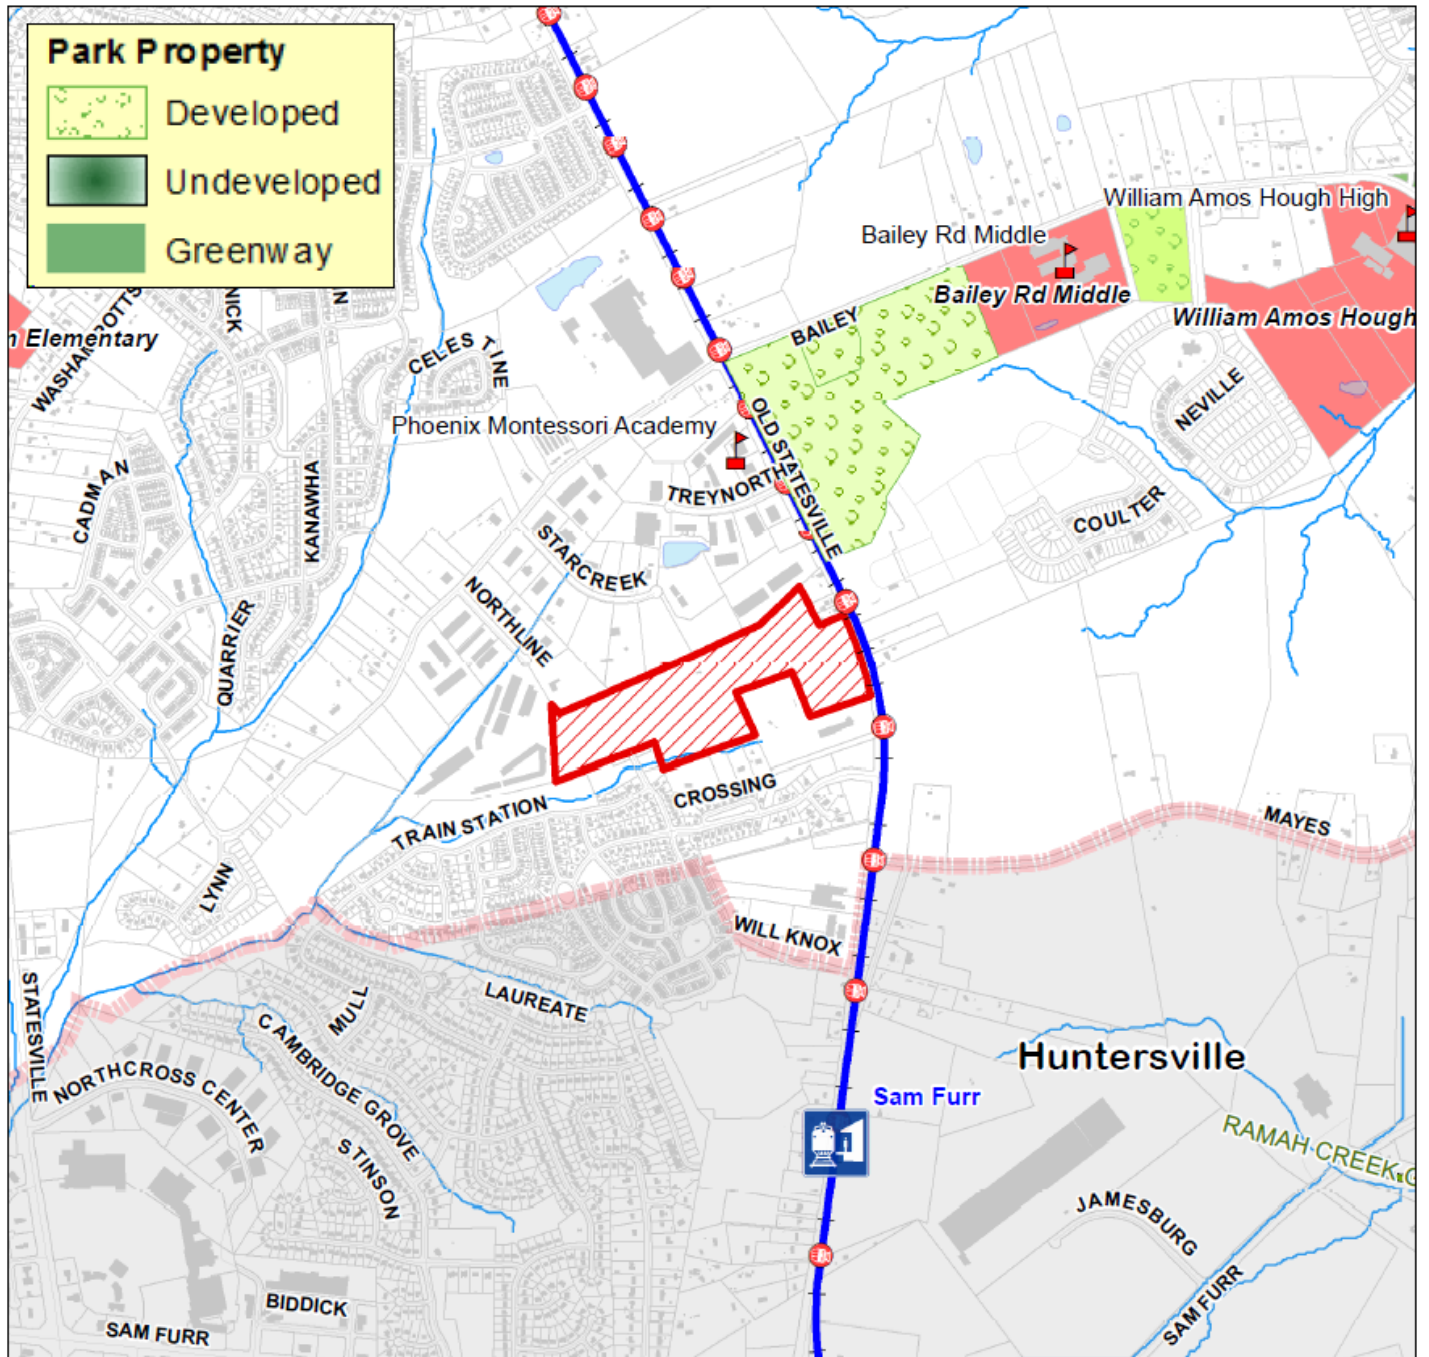 Park Property
Developed
Undeveloped
Greenway
William Amos Hough High
Bailey Rd Middle
Bailey Rd Middle
William Amos Hough
BAILEY
n Elementary
WASHAM POTTS
NICK
N
CELESTINE
Phoenix Montessori Academy
OLD STATESVILLE
TREYNORTH
NEVILLE
COULTER
CADMAN
KANAWHA
STARCREEK
NORTHLINE
QUARRIER
CROSSING
TRAIN STATION
MAYES
LYNN
WILL KNOX
STATESVILLE
MULL
LAUREATE
CAMBRIDGE GROVE
NORTHCROSS CENTER
STINSON
Huntersville
Sam Furr
RAMAH CREEK G
JAMESBURG
SAM FURR
BIDDICK
SAM FURR